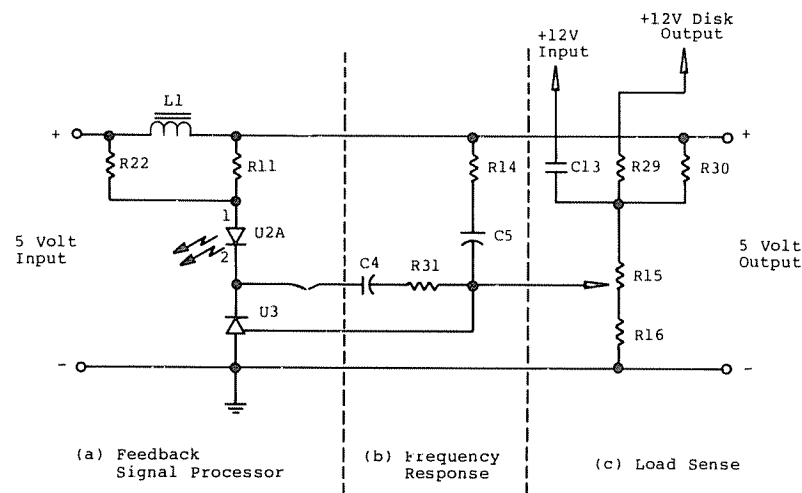 +12V
Input
+12V Disk
Output
L1
+
+
R22
R11
R14
C13
R29
R30
1
U2A
2
5 Volt
Input
C4
R31
C5
R15
5 Volt
Output
U3
R16
-
-
(a) Feedback
Signal Processor
(b) Frequency
Response
(c) Load Sense